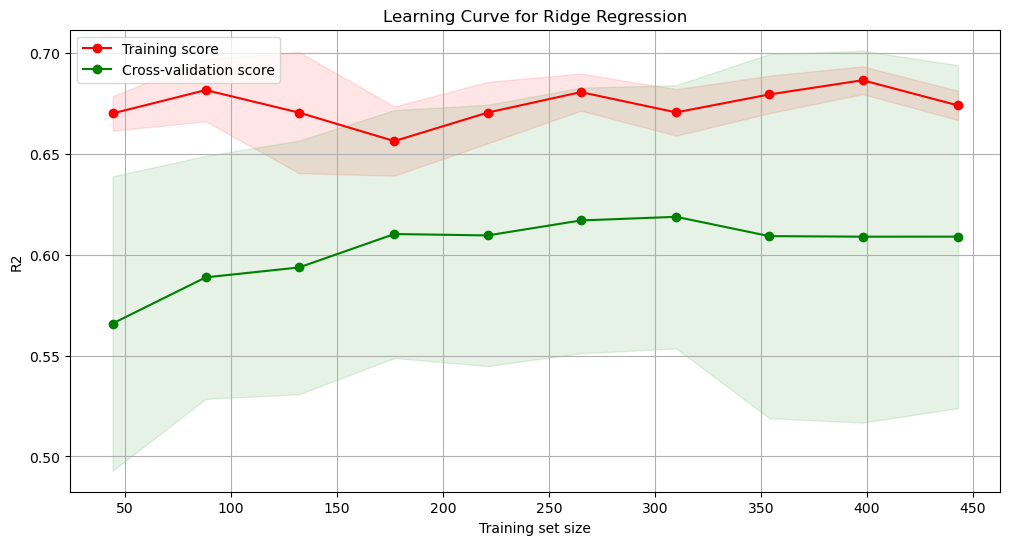 Learning Curve for Ridge Regression
Training score
Cross-validation score
R2
0.70
0.65
0.60
0.55
0.50
50 100 150 200 250 300 350 400 450
Training set size